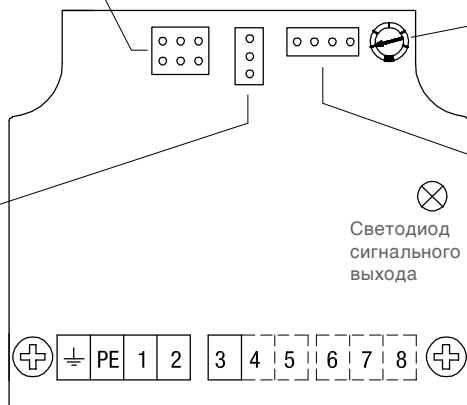 Светодиод
сигнального
выхода
PE 1 2 3 4 5 6 7 8